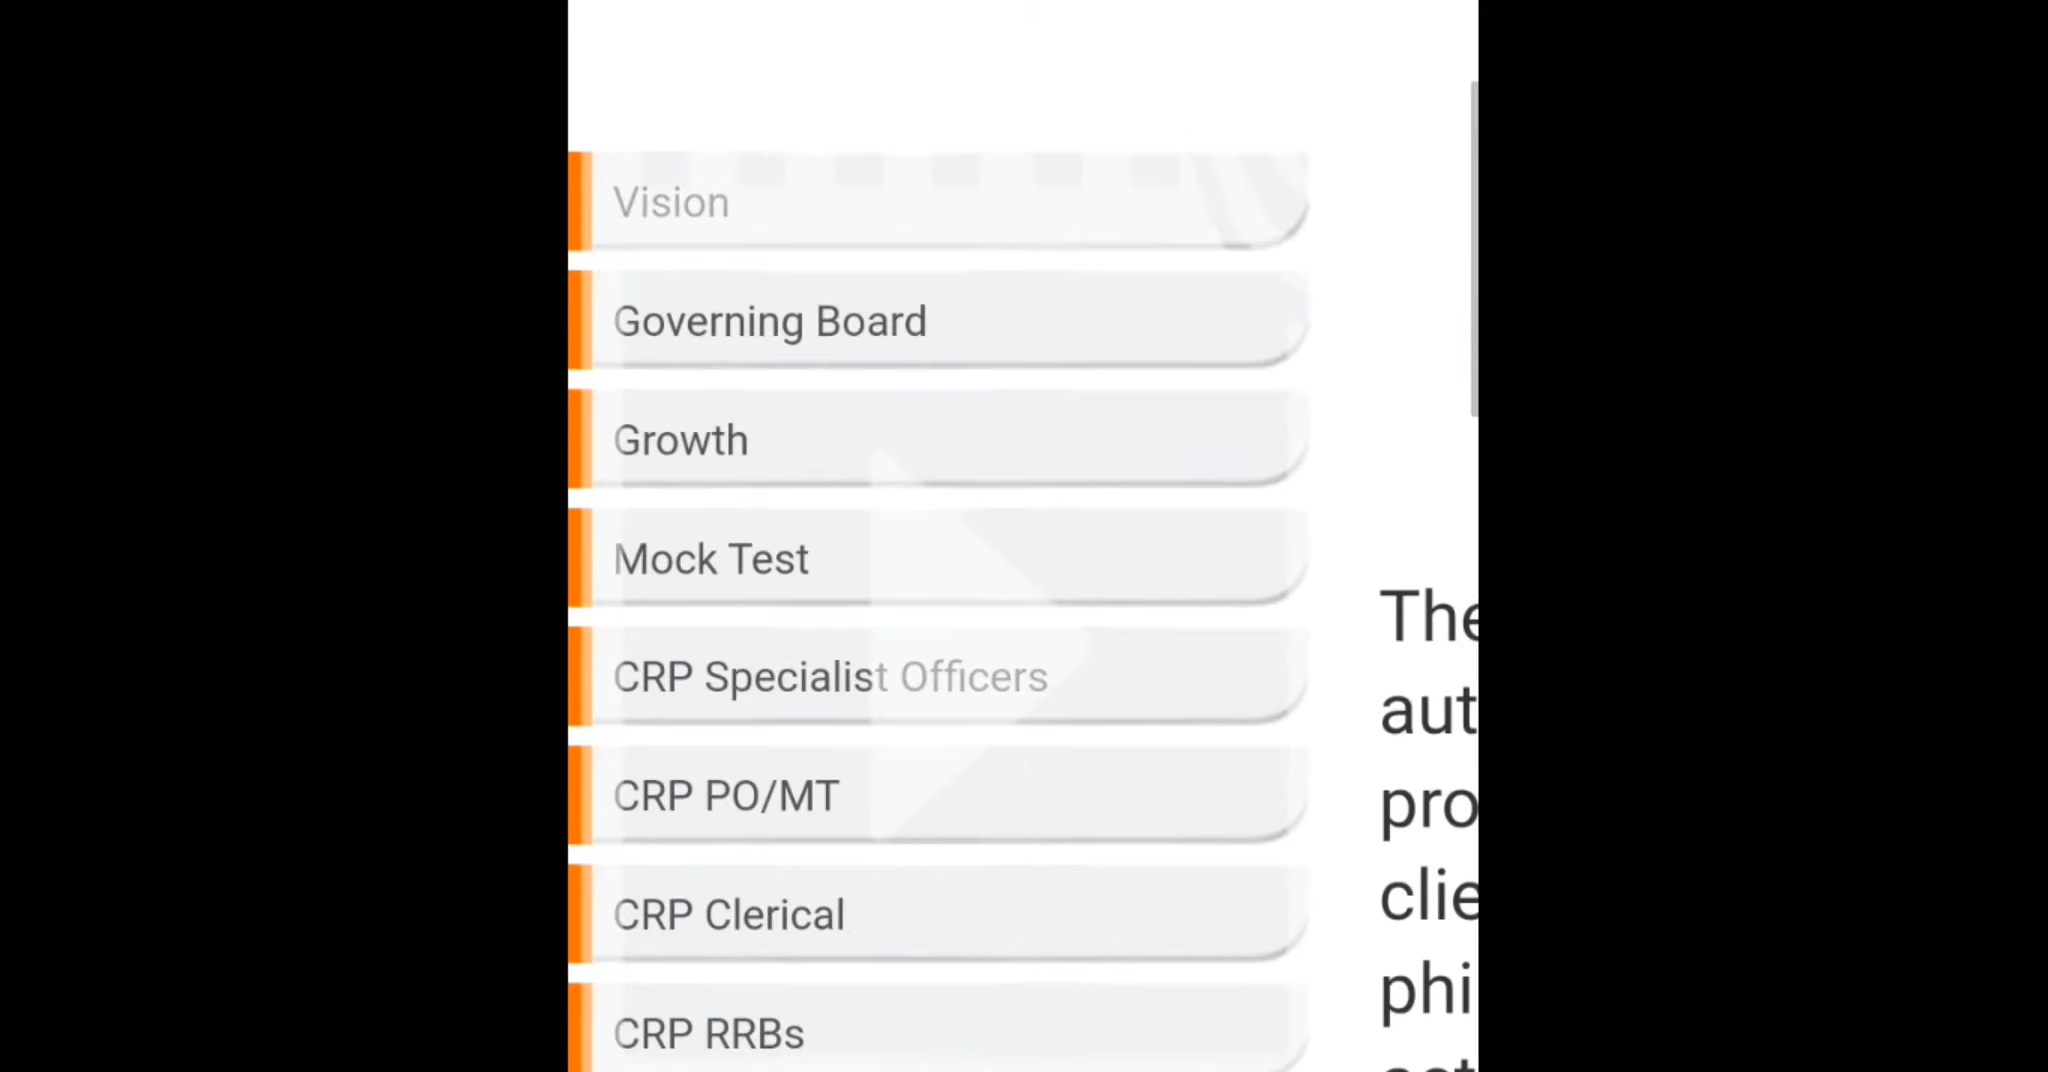 Vision
Governing Board
Growth
Mock Test
CRP Specialist Officers
CRP PO/MT
CRP Clerical
CRP RRBs
The
aut
pro
clie
phi